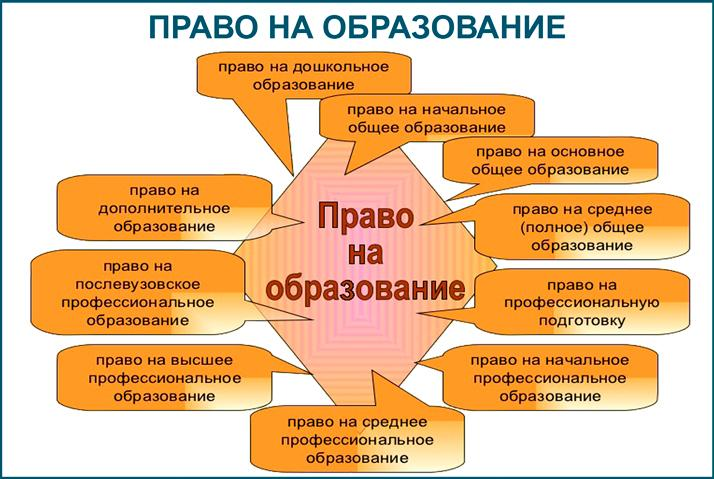 ПРАВО НА ОБРАЗОВАНИЕ
право на дошкольное
образование
право на начальное
общее образование
право на основное
общее образование
право на среднее
(полное) общее
образование
право на
профессиональную
подготовку
право на начальное
профессиональное
образование
право на среднее
профессиональное
образование
право на высшее
профессиональное
образование
право на
послевузовское
профессиональное
образование
право на
дополнительное
образование
Право
на
образование